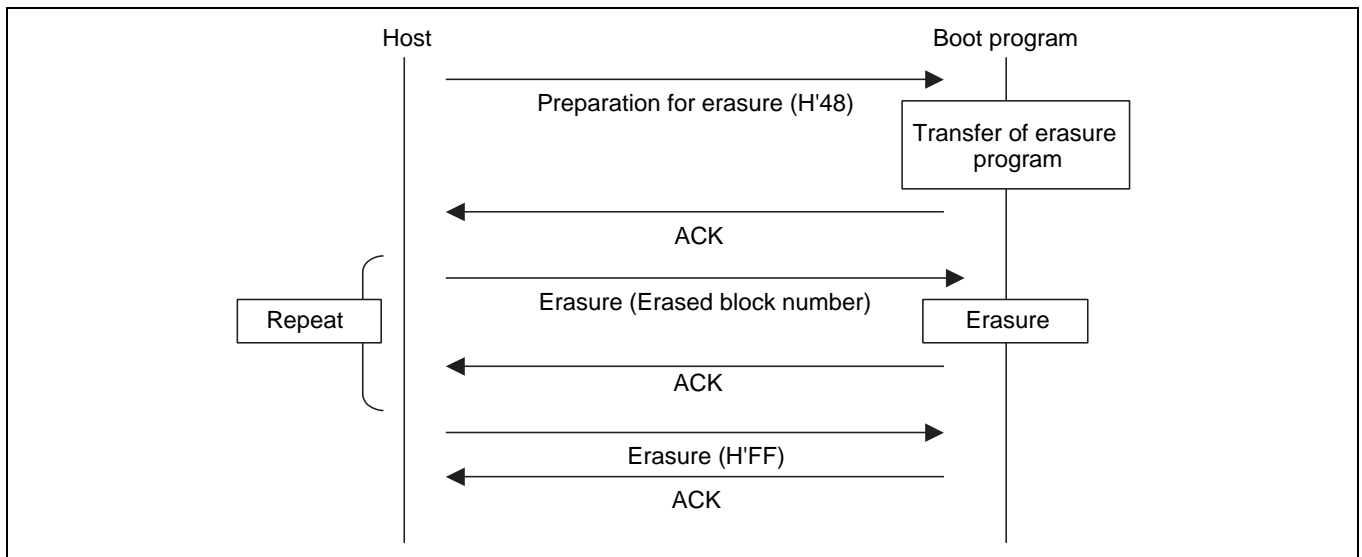 Host
Boot program
Preparation for erasure (H'48)
Transfer of erasure
program
ACK
Erasure (Erased block number)
Repeat
Erasure
ACK
Erasure (H'FF)
ACK